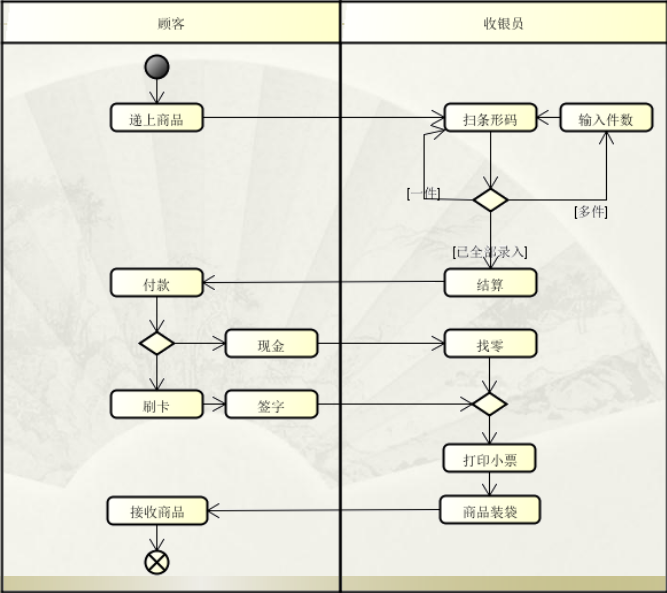 顾客
收银员
递上商品
扫条形码
输入件数
[一件]
[多件]
[已全部录入]
付款
结算
现金
找零
刷卡
签字
打印小票
接收商品
商品装袋